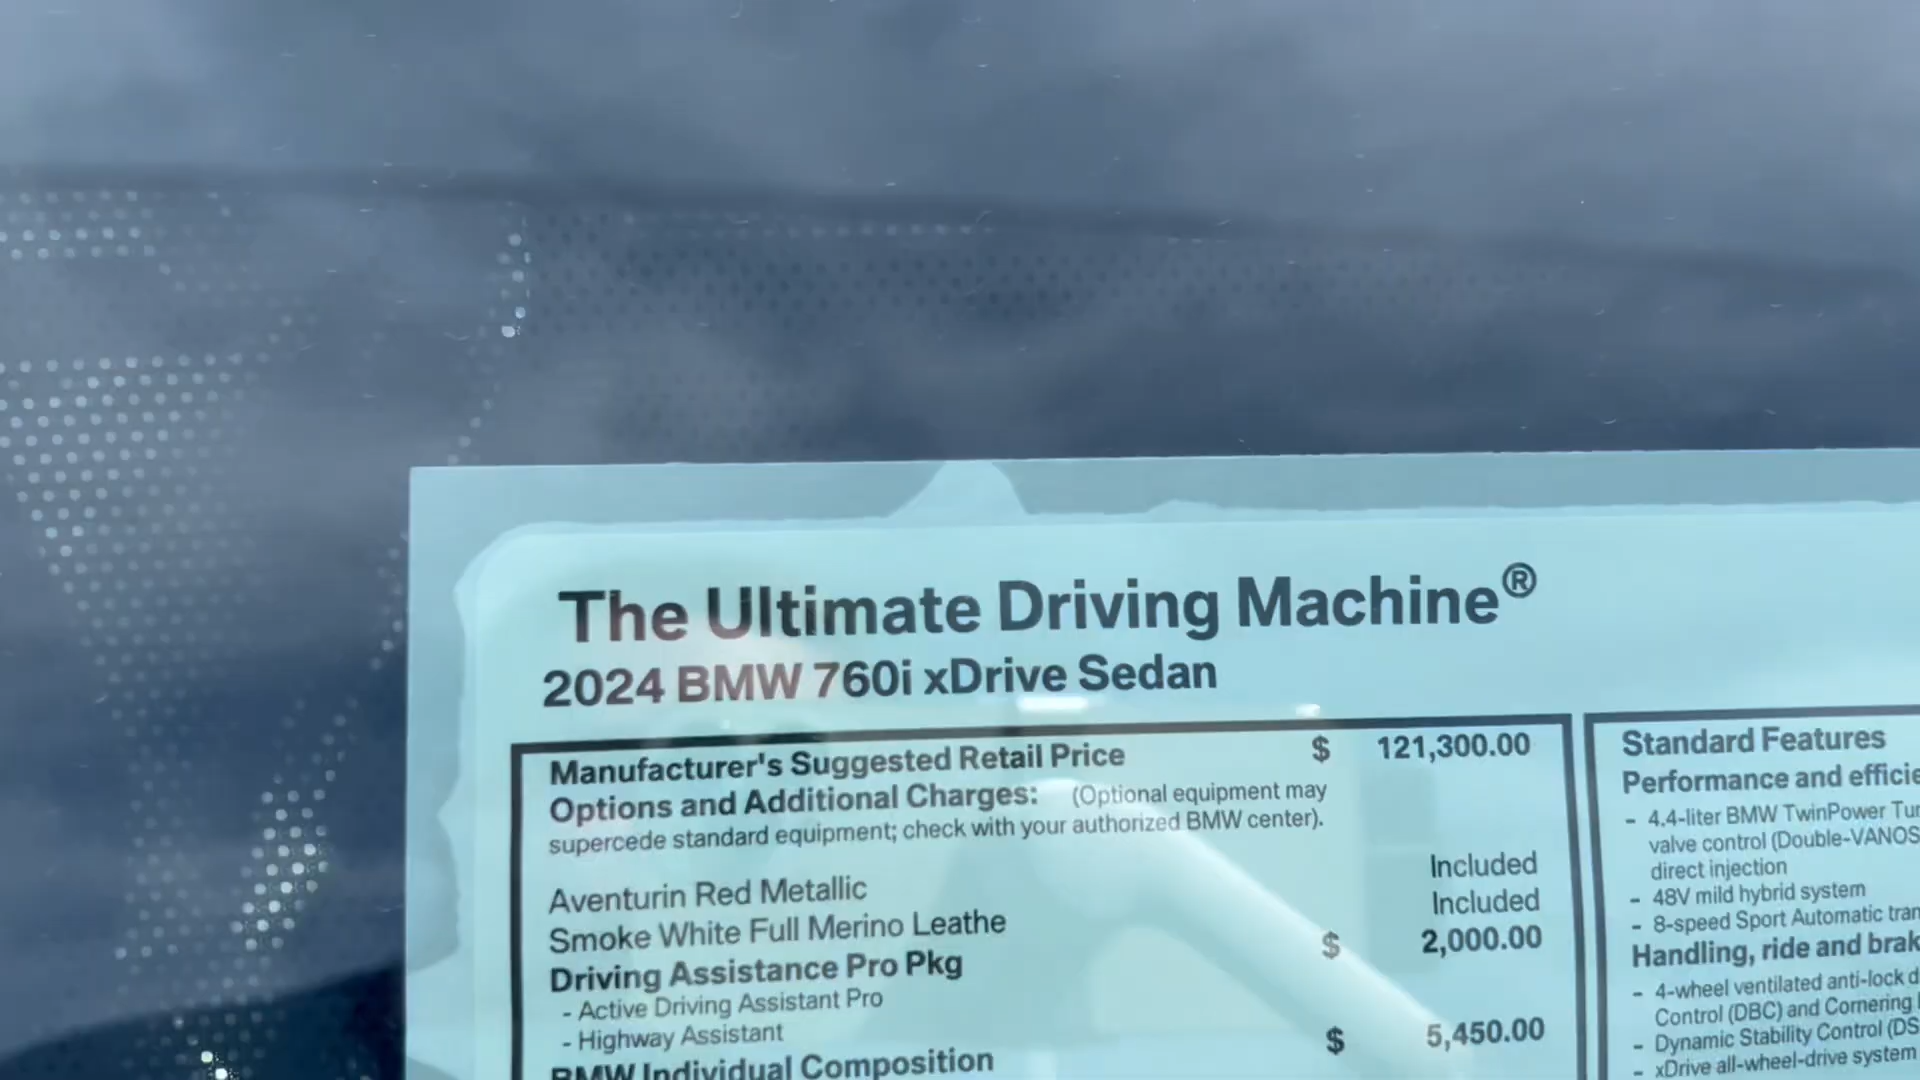 The Ultimate Driving Machine®
2024 BMW 760i xDrive Sedan
Manufacturer's Suggested Retail Price $ 121,300.00
Options and Additional Charges: (Optional equipment may
supercede standard equipment; check with your authorized BMW center).
Aventurin Red Metallic Included
Smoke White Full Merino Leathe Included
Driving Assistance Pro Pkg $ 2,000.00
- Active Driving Assistant Pro
- Highway Assistant
BMW Individual Composition $ 5,450.00
Standard Features
Performance and
- 4.4-liter BMW TwinPower
valve control (Double-VANOS
direct injection
- 48V mild hybrid system
- 8-speed Sport Automatic
Handling, ride and
- 4-wheel ventilated anti-lock
Control (DBC) and Cornering
- Dynamic Stability Control
- xDrive all-wheel-drive system